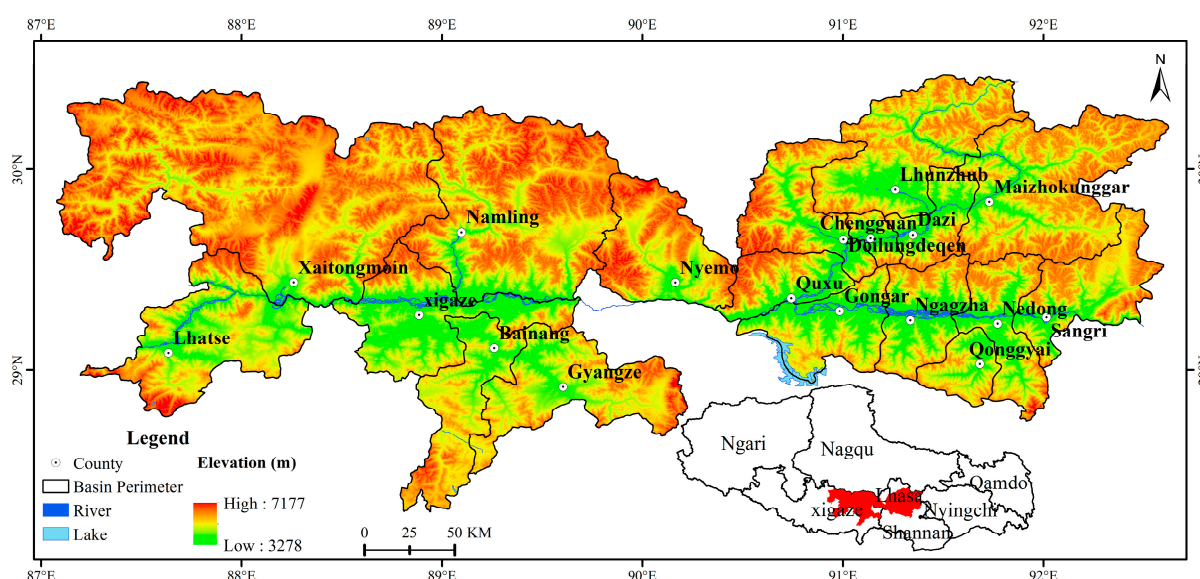 87°E 88°E 89°E 90°E 91°E 92°E
N
30°N
Lhunzhub
Maizhokunggar
Namling
Chengguan Dazi
Doilungdeqen
Xaitongmoin
Nyemo
Quxu
xigaze
Gongar
Ngagzha
Nedong
Sangri
Lhatse
Bainang
Qonggyai
29°N
Gyangze
Legend
County
Basin Perimeter
River
Lake
Elevation (m)
High : 7177
Low : 3278
0 25 50 KM
Ngari
Nagqu
Qamdo
Lhasa
xigaze
Nyingchi
Shannan
87°E 88°E 89°E 90°E 91°E 92°E